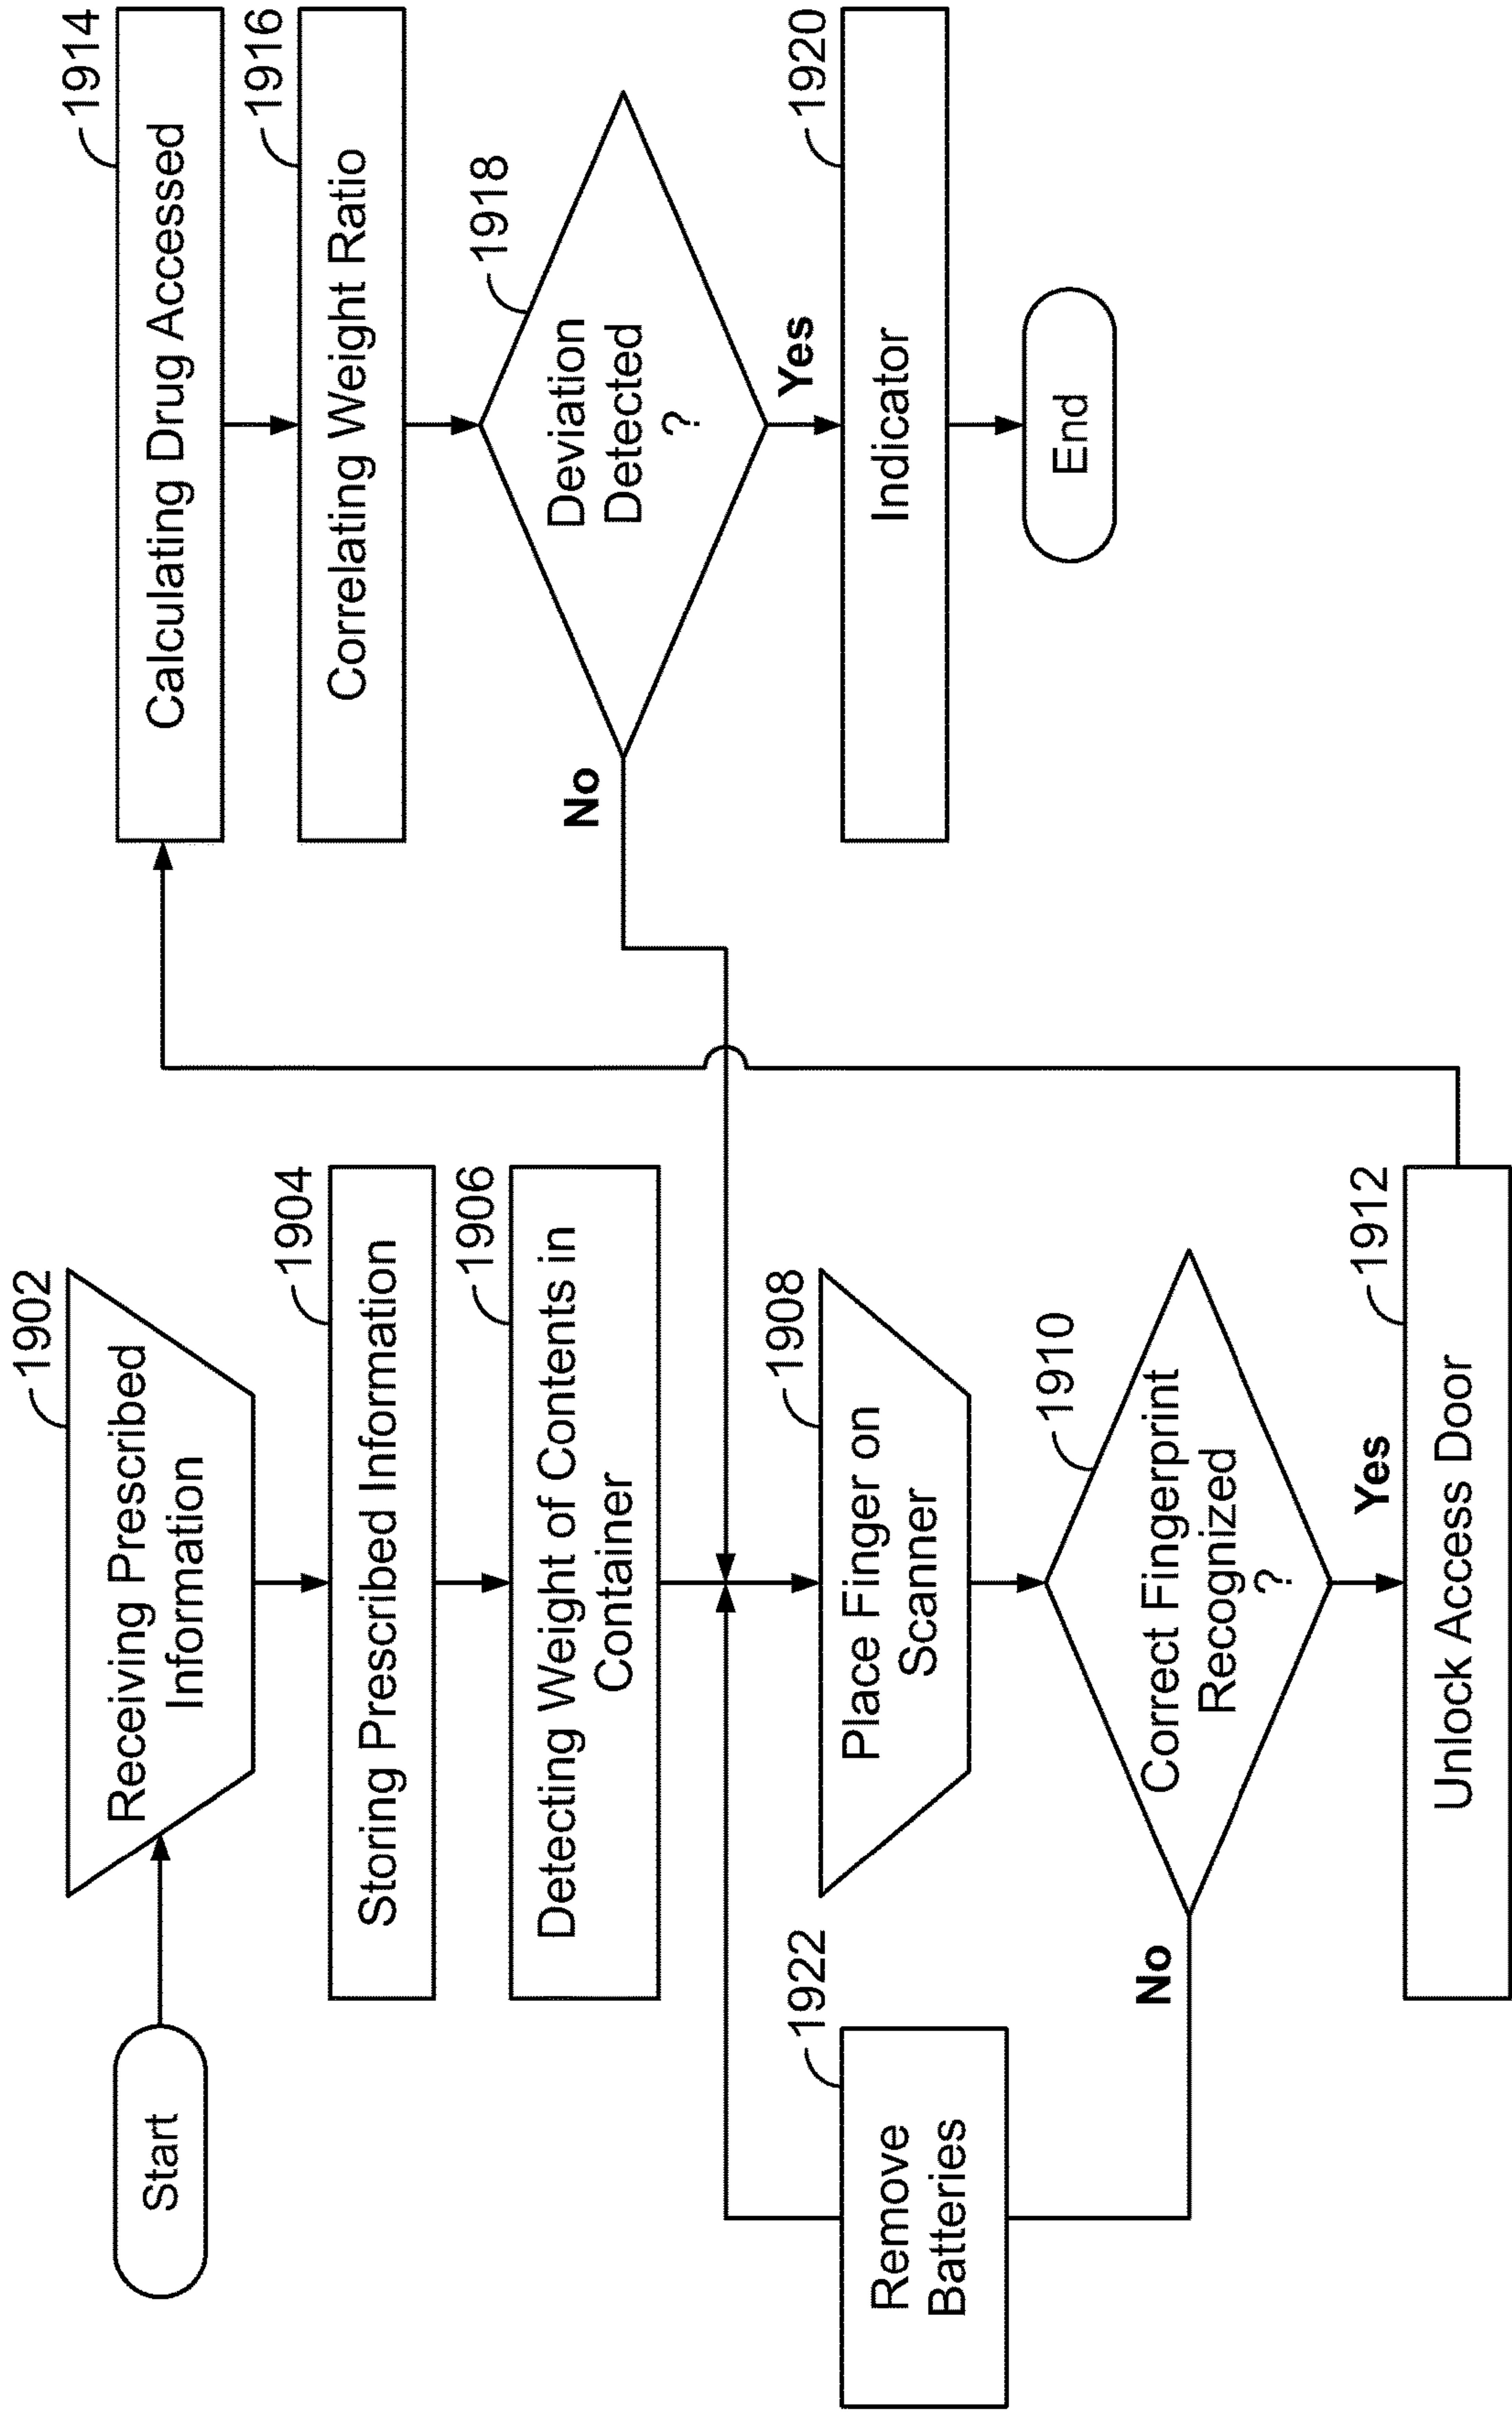 Start
1902
Receiving Prescribed
Information
1904
Storing Prescribed Information
1906
Detecting Weight of Contents in
Container
1908
Place Finger on
Scanner
1910
Correct Fingerprint
Recognized
?
No
1922
Remove
Batteries
Yes
1912
Unlock Access Door
1914
Calculating Drug Accessed
1916
Correlating Weight Ratio
1918
Deviation
Detected
?
No
Yes
1920
Indicator
End